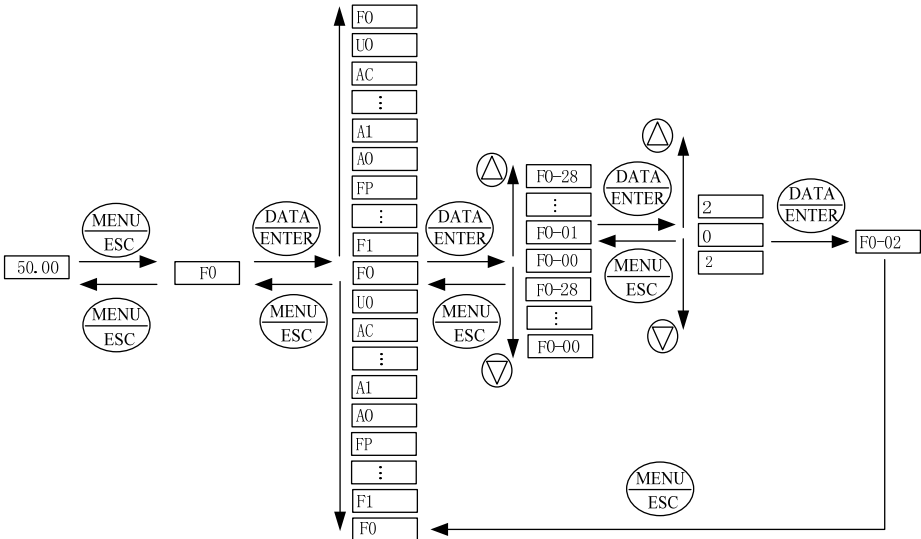 50.00
MENU
ESC
MENU
ESC
F0
DATA
ENTER
MENU
ESC
F0
U0
AC
⋮
A1
A0
FP
⋮
F1
F0
U0
AC
⋮
A1
A0
FP
⋮
F1
F0
DATA
ENTER
MENU
ESC
F0-28
⋮
F0-01
F0-00
F0-28
⋮
F0-00
DATA
ENTER
MENU
ESC
2
0
2
DATA
ENTER
F0-02
MENU
ESC